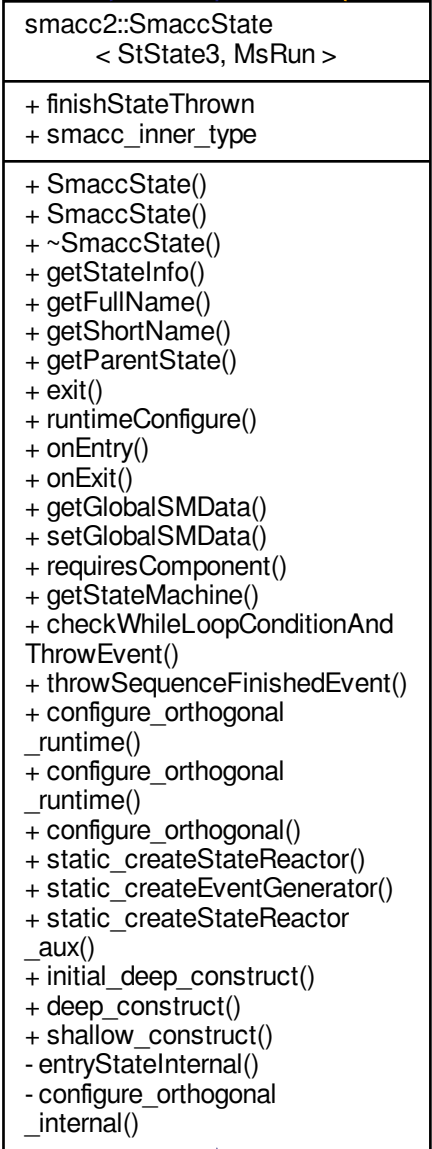 smacc2::SmaccState
< StState3, MsRun >
+ finishStateThrown
+ smacc_inner_type
+ SmaccState()
+ SmaccState()
+ ~SmaccState()
+ getStateInfo()
+ getFullName()
+ getShortName()
+ getParentState()
+ exit()
+ runtimeConfigure()
+ onEntry()
+ onExit()
+ getGlobalSMData()
+ setGlobalSMData()
+ requiresComponent()
+ getStateMachine()
+ checkWhileLoopConditionAnd
ThrowEvent()
+ throwSequenceFinishedEvent()
+ configure_orthogonal
_runtime()
+ configure_orthogonal
_runtime()
+ configure_orthogonal()
+ static_createStateReactor()
+ static_createEventGenerator()
+ static_createStateReactor
_aux()
+ initial_deep_construct()
+ deep_construct()
+ shallow_construct()
- entryStateInternal()
- configure_orthogonal
_internal()